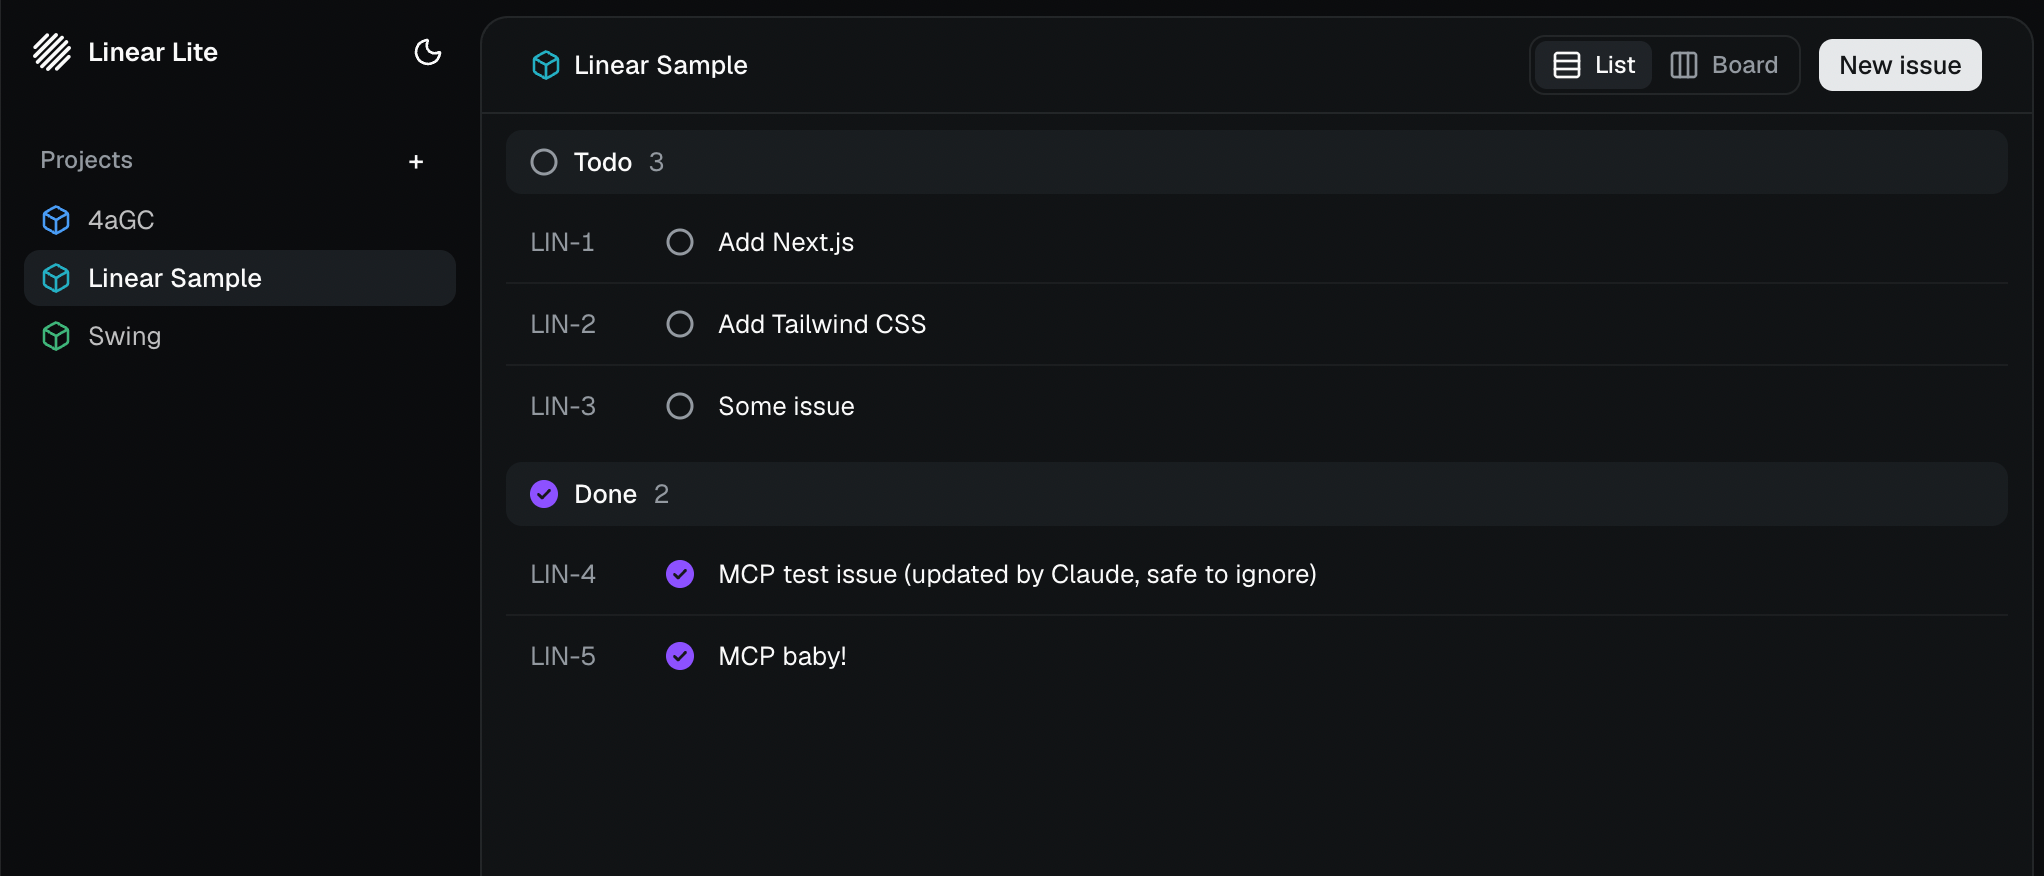 Linear Lite
Projects
+
4aGC
Linear Sample
Swing
Linear Sample
List
Board
New issue
Todo 3
LIN-1 Add Next.js
LIN-2 Add Tailwind CSS
LIN-3 Some issue
Done 2
LIN-4 MCP test issue (updated by Claude, safe to ignore)
LIN-5 MCP baby!